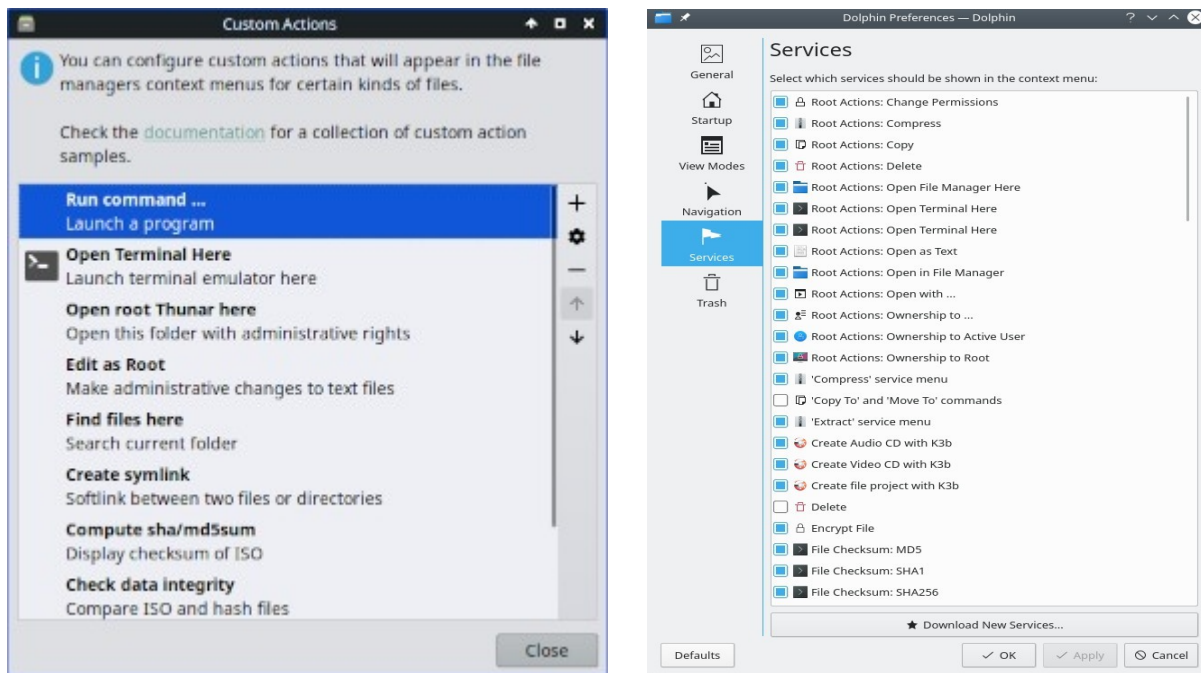 Custom Actions
You can configure custom actions that will appear in the file
managers context menus for certain kinds of files.
Check the documentation for a collection of custom action
samples.
Run command ...
Launch a program
Open Terminal Here
Launch terminal emulator here
Open root Thunar here
Open this folder with administrative rights
Edit as Root
Make administrative changes to text files
Find files here
Search current folder
Create symlink
Softlink between two files or directories
Compute sha/md5sum
Display checksum of ISO
Check data integrity
Compare ISO and hash files
Close
Dolphin Preferences — Dolphin
General
Startup
View Modes
Navigation
Services
Trash
Services
Select which services should be shown in the context menu:
Root Actions: Change Permissions
Root Actions: Compress
Root Actions: Copy
Root Actions: Delete
Root Actions: Open File Manager Here
Root Actions: Open Terminal Here
Root Actions: Open Terminal Here
Root Actions: Open as Text
Root Actions: Open in File Manager
Root Actions: Open with ...
Root Actions: Ownership to ...
Root Actions: Ownership to Active User
Root Actions: Ownership to Root
'Compress' service menu
'Copy To' and 'Move To' commands
'Extract' service menu
Create Audio CD with K3b
Create Video CD with K3b
Create file project with K3b
Delete
Encrypt File
File Checksum: MD5
File Checksum: SHA1
File Checksum: SHA256
Download New Services...
Defaults
OK
Apply
Cancel